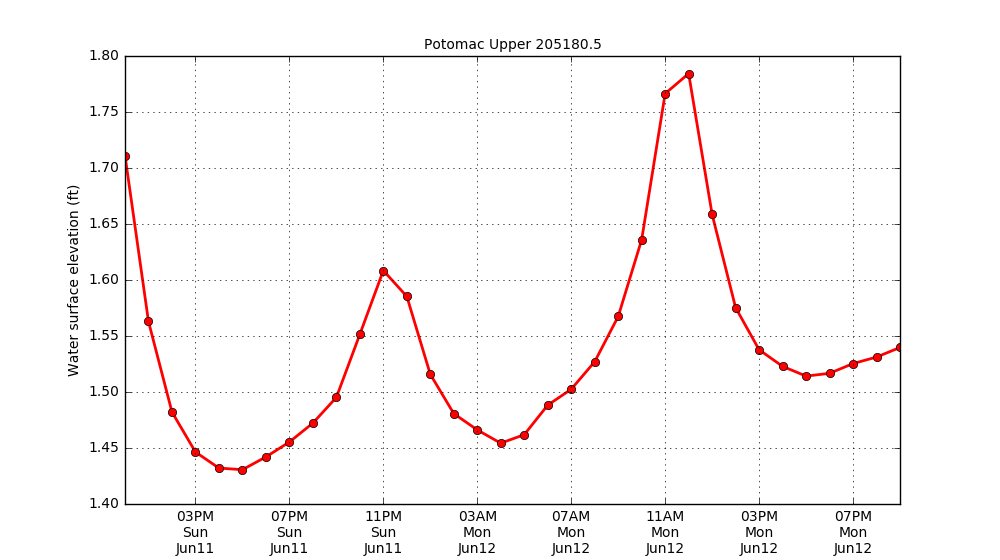 Potomac Upper 205180.5
Water surface elevation (ft)
1.80
1.75
1.70
1.65
1.60
1.55
1.50
1.45
1.40
03PM
Sun
Jun11
07PM
Sun
Jun11
11PM
Sun
Jun11
03AM
Mon
Jun12
07AM
Mon
Jun12
11AM
Mon
Jun12
03PM
Mon
Jun12
07PM
Mon
Jun12